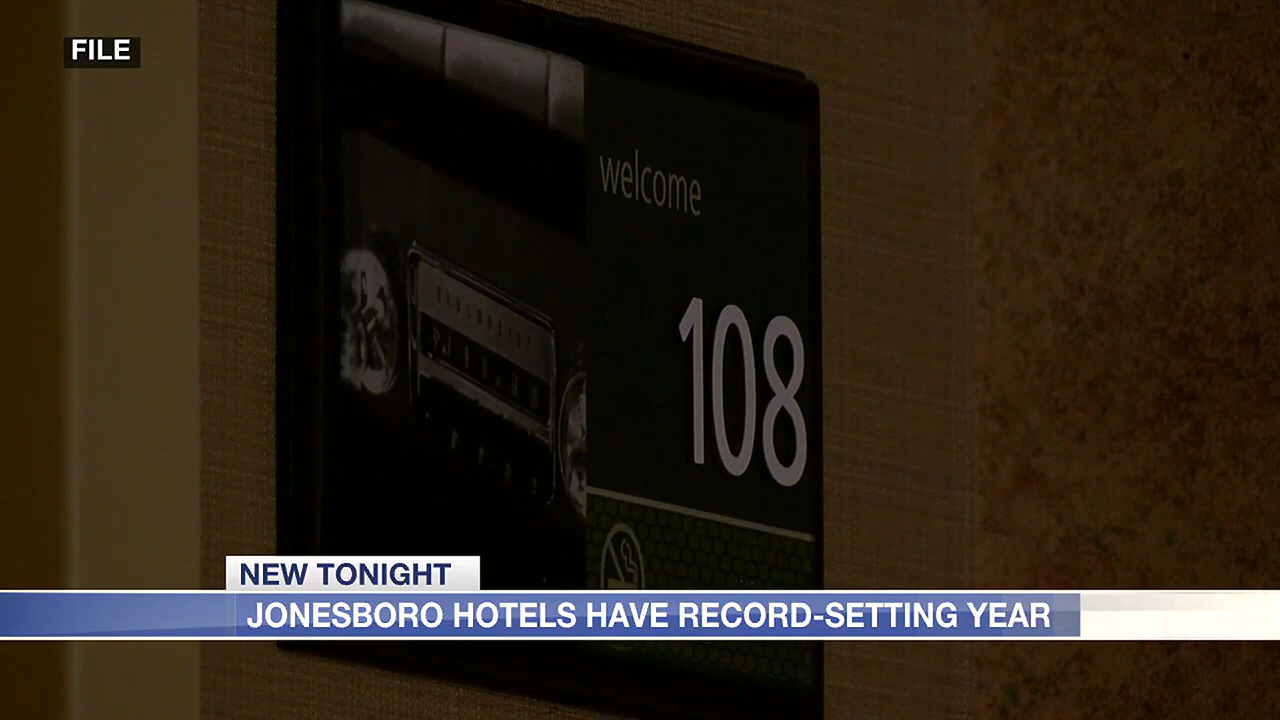 FILE
welcome
108
NEW TONIGHT
JONESBORO HOTELS HAVE RECORD-SETTING YEAR